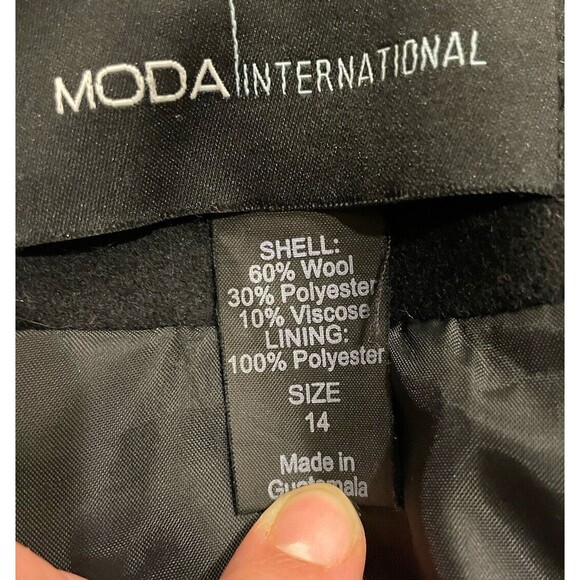 MODA INTERNATIONAL
SHELL:
60% Wool
30% Polyester
10% Viscose
LINING:
100% Polyester
SIZE
14
Made in
Guatemala